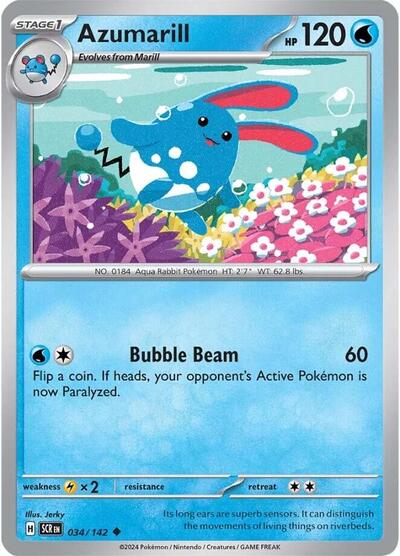 STAGE 1
Azumarill
HP 120
Evolves from Marill
NO. 0184 Aqua Rabbit Pokémon HT: 2'7" WT: 62.8 lbs.
Bubble Beam 60
Flip a coin. If heads, your opponent's Active Pokémon
is now Paralyzed.
weakness ×2 resistance retreat
Illus. Jerky
H SCR EN 034/142
Its long ears are superb sensors. It can distinguish
the movements of living things on riverbeds.
©2024 Pokémon / Nintendo / Creatures / GAME FREAK